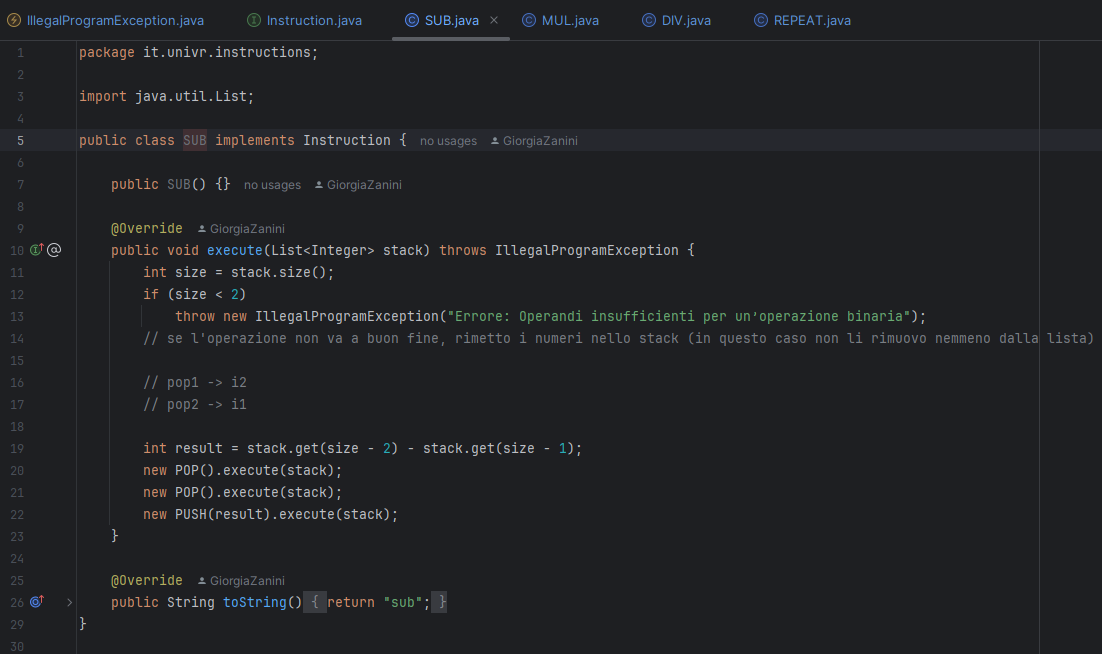 IllegalProgramException.java Instruction.java SUB.java MUL.java DIV.java REPEAT.java
1 package it.univr.instructions;
2
3 import java.util.List;
4
5 public class SUB implements Instruction { no usages GiorgiaZanini
6
7 public SUB() {} no usages GiorgiaZanini
8
9 @Override GiorgiaZanini
10 public void execute(List<Integer> stack) throws IllegalProgramException {
11 int size = stack.size();
12 if (size < 2)
13 throw new IllegalProgramException("Errore: Operandi insufficienti per un'operazione binaria");
14 // se l'operazione non va a buon fine, rimetto i numeri nello stack (in questo caso non li rimuovo nemmeno dalla lista)
15
16 // pop1 -> i2
17 // pop2 -> i1
18
19 int result = stack.get(size - 2) - stack.get(size - 1);
20 new POP().execute(stack);
21 new POP().execute(stack);
22 new PUSH(result).execute(stack);
23 }
24
25 @Override GiorgiaZanini
26 public String toString() { return "sub"; }
29 }
30